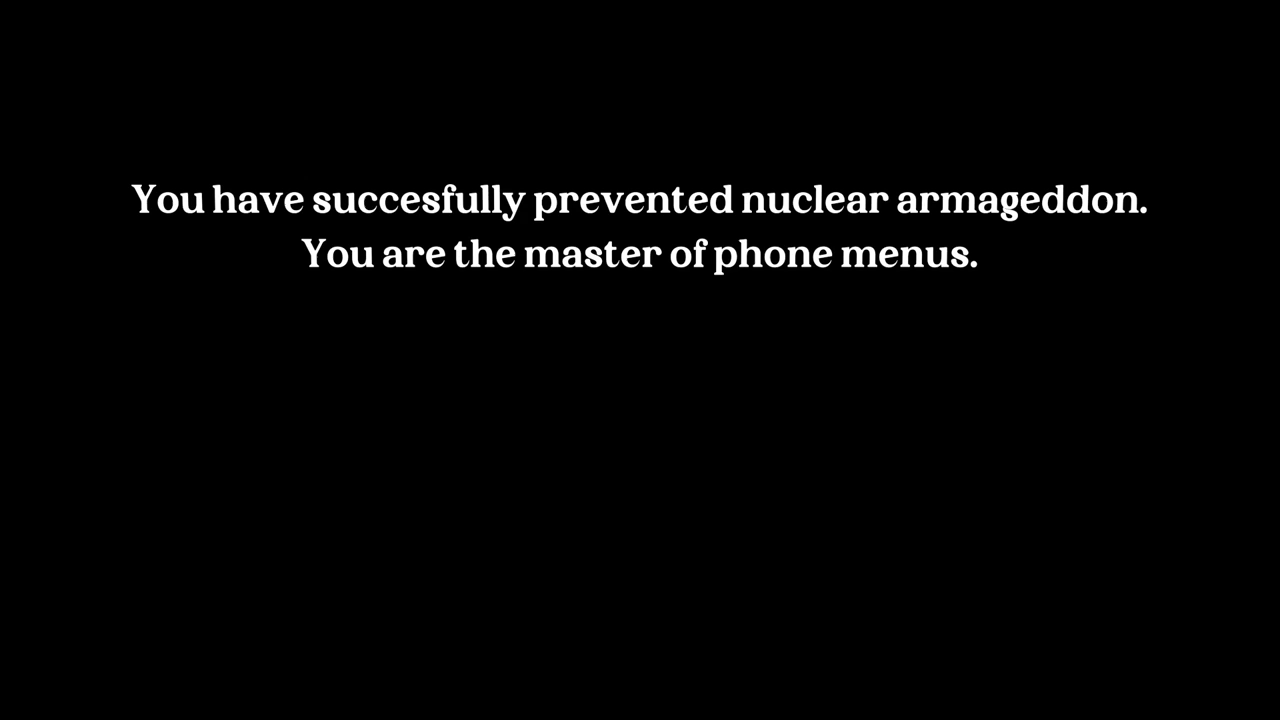 You have succesfully prevented nuclear armageddon.
You are the master of phone menus.